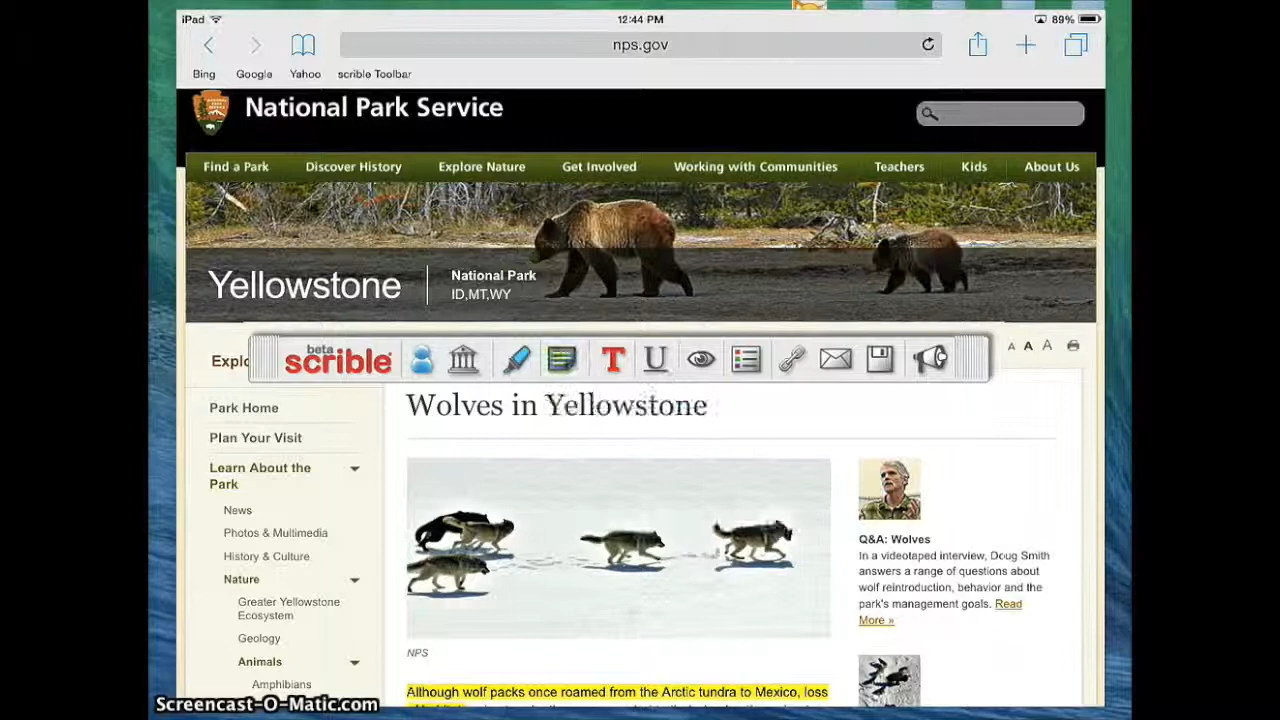 iPad 12:44 PM 89%
nps.gov
Bing Google Yahoo scrible Toolbar
National Park Service
Find a Park Discover History Explore Nature Get Involved Working with Communities Teachers Kids About Us
Yellowstone
National Park
ID,MT,WY
Explo
beta
scrible
T U
A A A
Wolves in Yellowstone
Park Home
Plan Your Visit
Learn About the
Park
News
Photos & Multimedia
History & Culture
Nature
Greater Yellowstone
Ecosystem
Geology
Animals
Amphibians
NPS
Although wolf packs once roamed from the Arctic tundra to Mexico, loss
Q&A: Wolves
In a videotaped interview, Doug Smith
answers a range of questions about
wolf reintroduction, behavior and the
park's management goals. Read
More »
Screencast-O-Matic.com